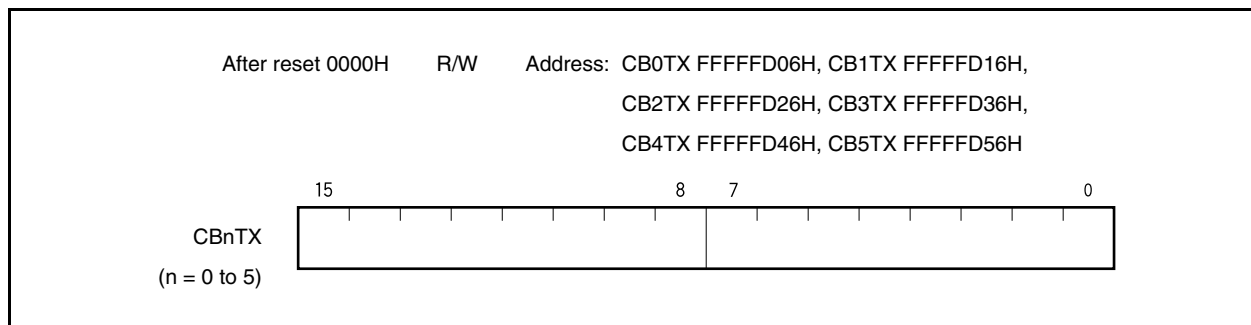 After reset 0000H R/W Address: CB0TX FFFFFD06H, CB1TX FFFFFD16H,
CB2TX FFFFFD26H, CB3TX FFFFFD36H,
CB4TX FFFFFD46H, CB5TX FFFFFD56H
15 8 7 0
CBnTX
(n = 0 to 5)